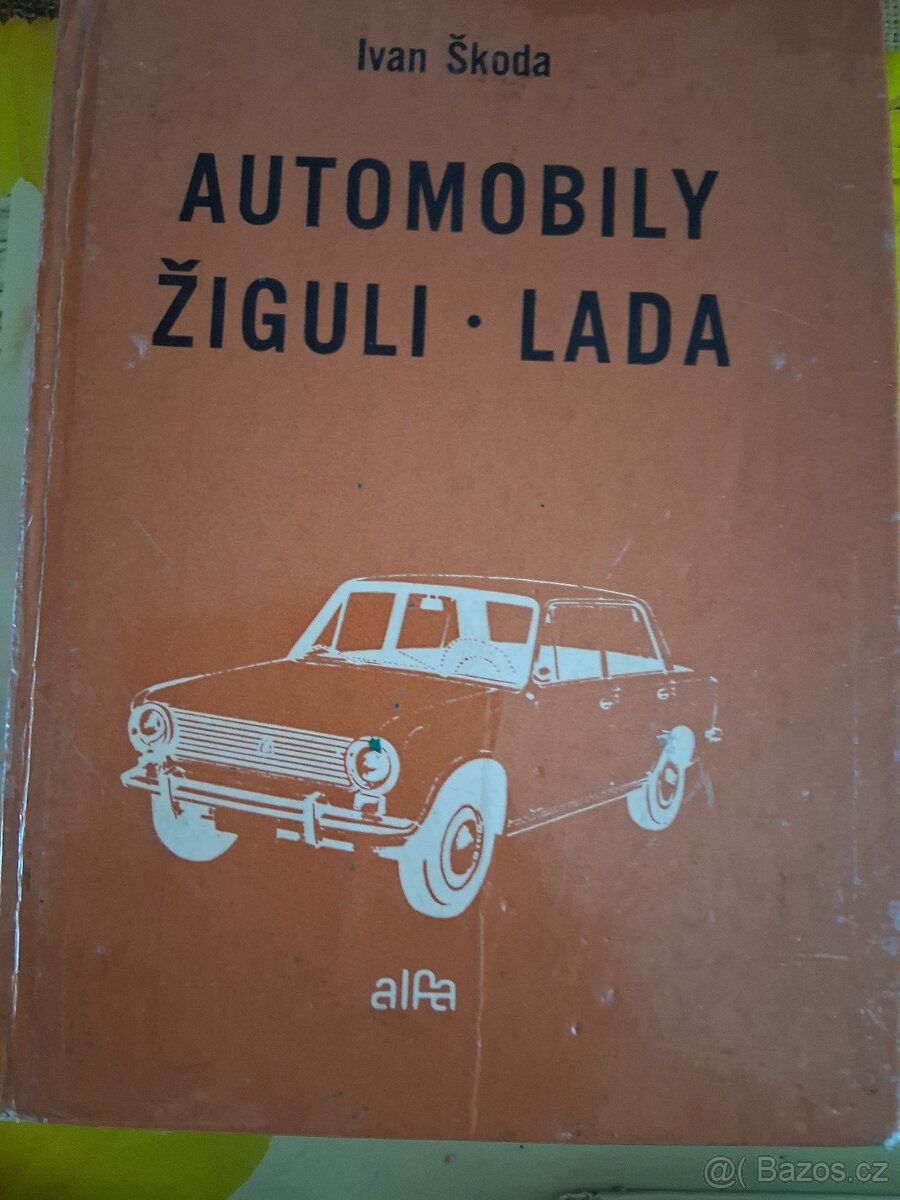 Ivan Škoda
AUTOMOBILY
ŽIGULI · LADA
alfa
@( Bazos.cz